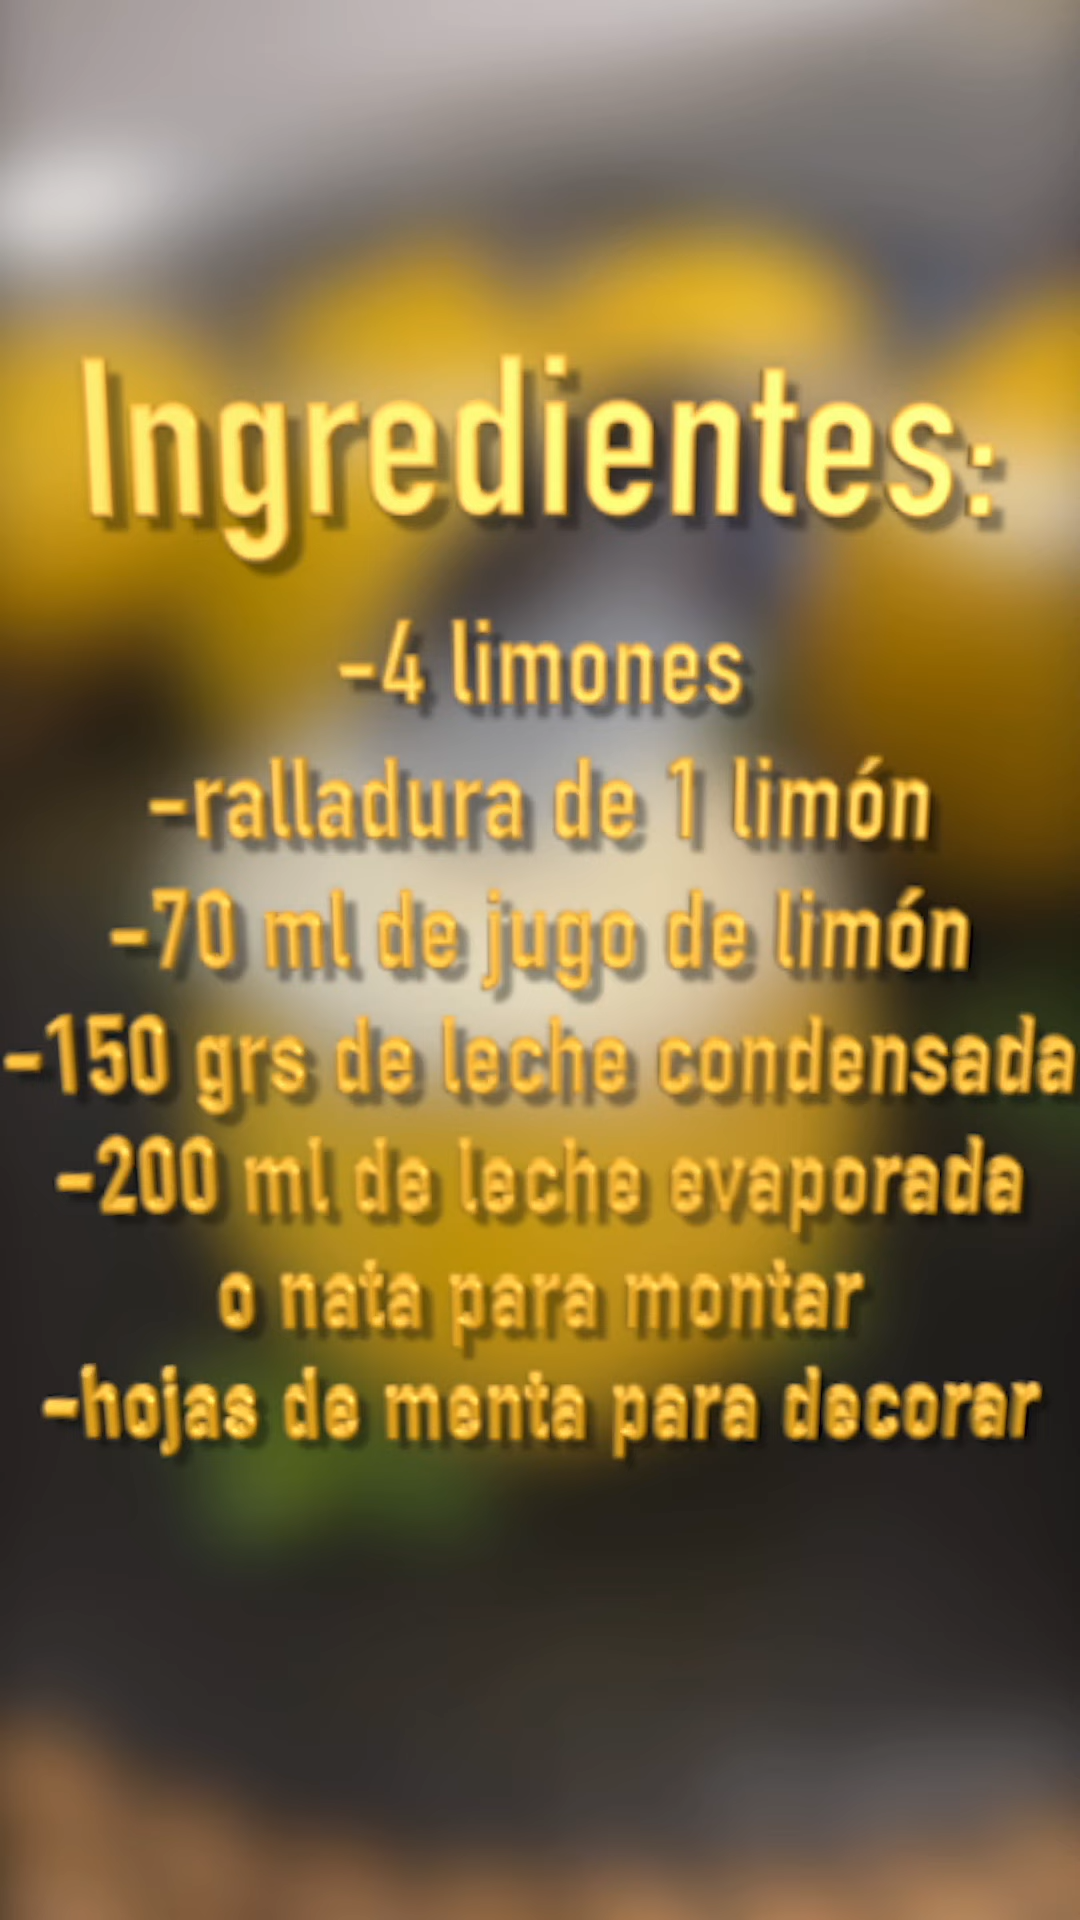 Ingredientes:
-4 limones
-ralladura de 1 limón
-70 ml de jugo de limón
-150 grs de leche condensada
-200 ml de leche evaporada
o nata para montar
-hojas de menta para decorar